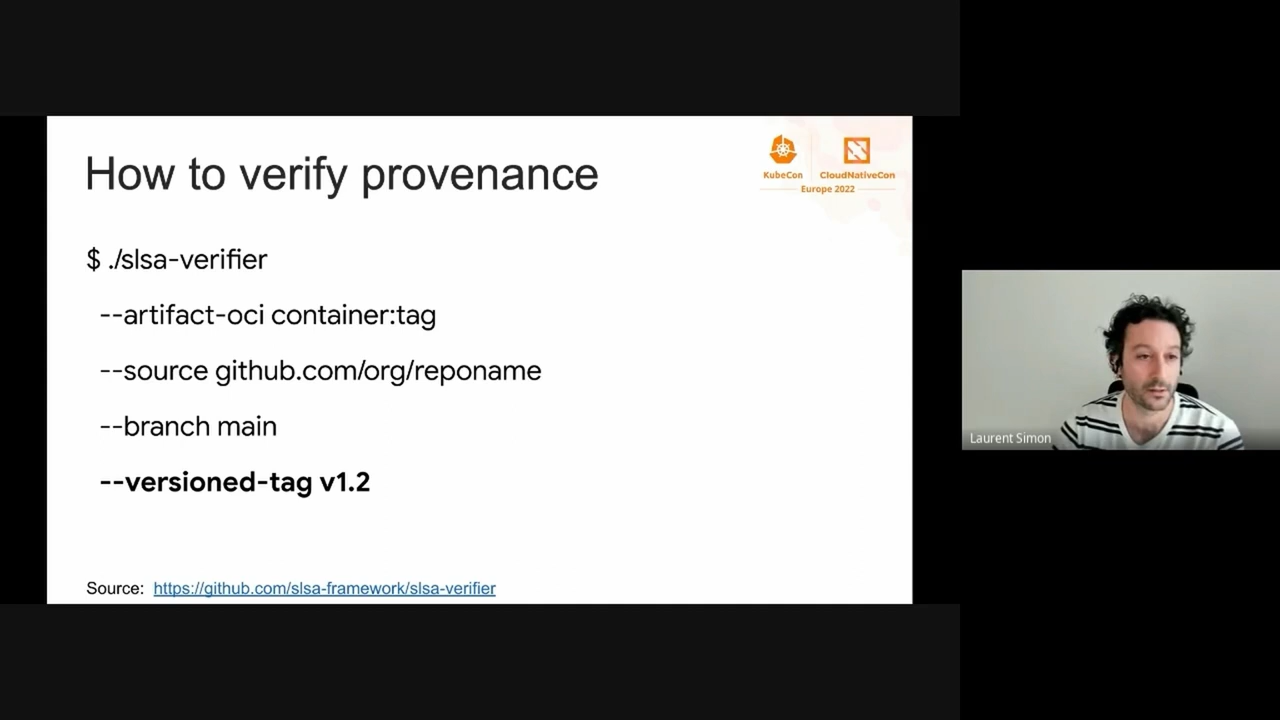 How to verify provenance
KubeCon
CloudNativeCon
Europe 2022
$ ./slsa-verifier
--artifact-oci container:tag
--source github.com/org/reponame
--branch main
--versioned-tag v1.2
Source: https://github.com/slsa-framework/slsa-verifier
Laurent Simon